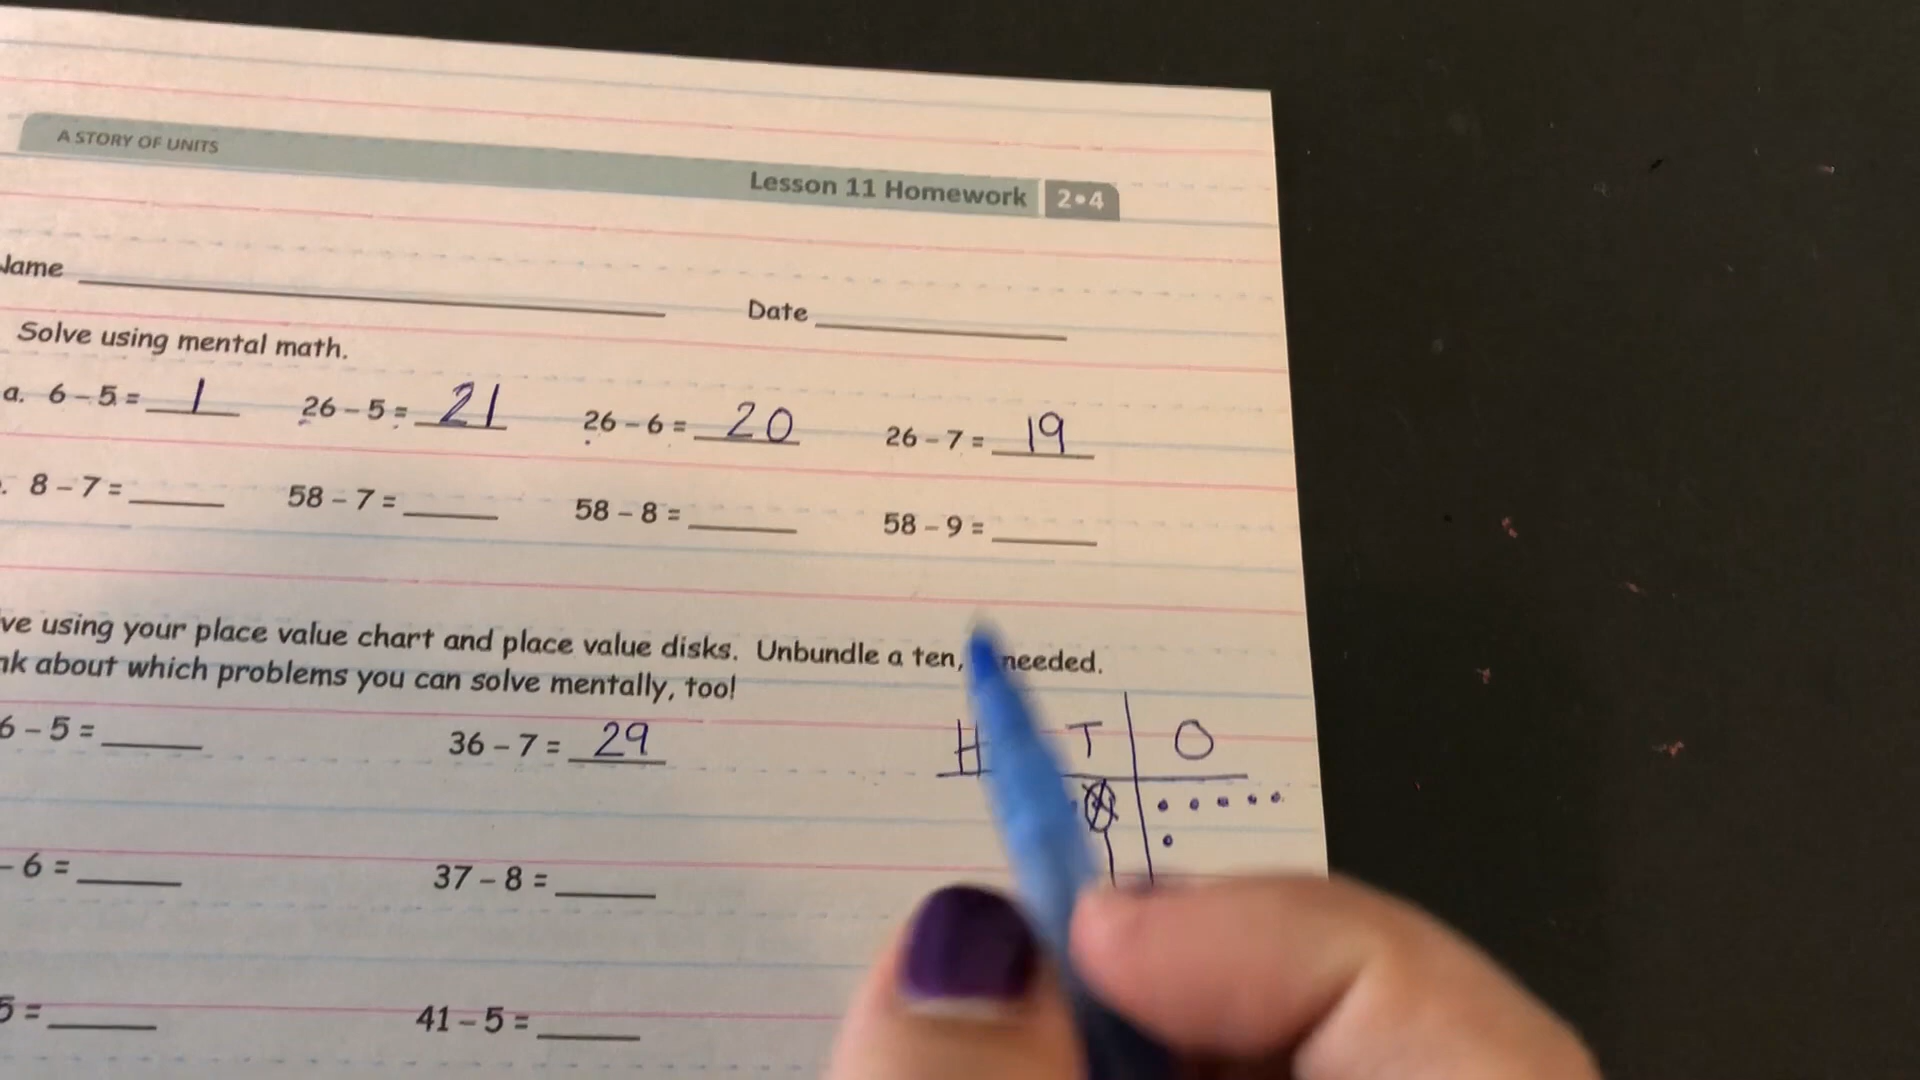 A STORY OF UNITS
Lesson 11 Homework 2•4
Name
Date
Solve using mental math.
a. 6 – 5 = 1 26 – 5 = 21 26 – 6 = 20 26 – 7 = 19
. 8 – 7 = 58 – 7 = 58 – 8 = 58 – 9 =
ve using your place value chart and place value disks. Unbundle a ten, needed.
nk about which problems you can solve mentally, too!
6 – 5 = 36 – 7 = 29
H T O
– 6 = 37 – 8 =
5 = 41 – 5 =